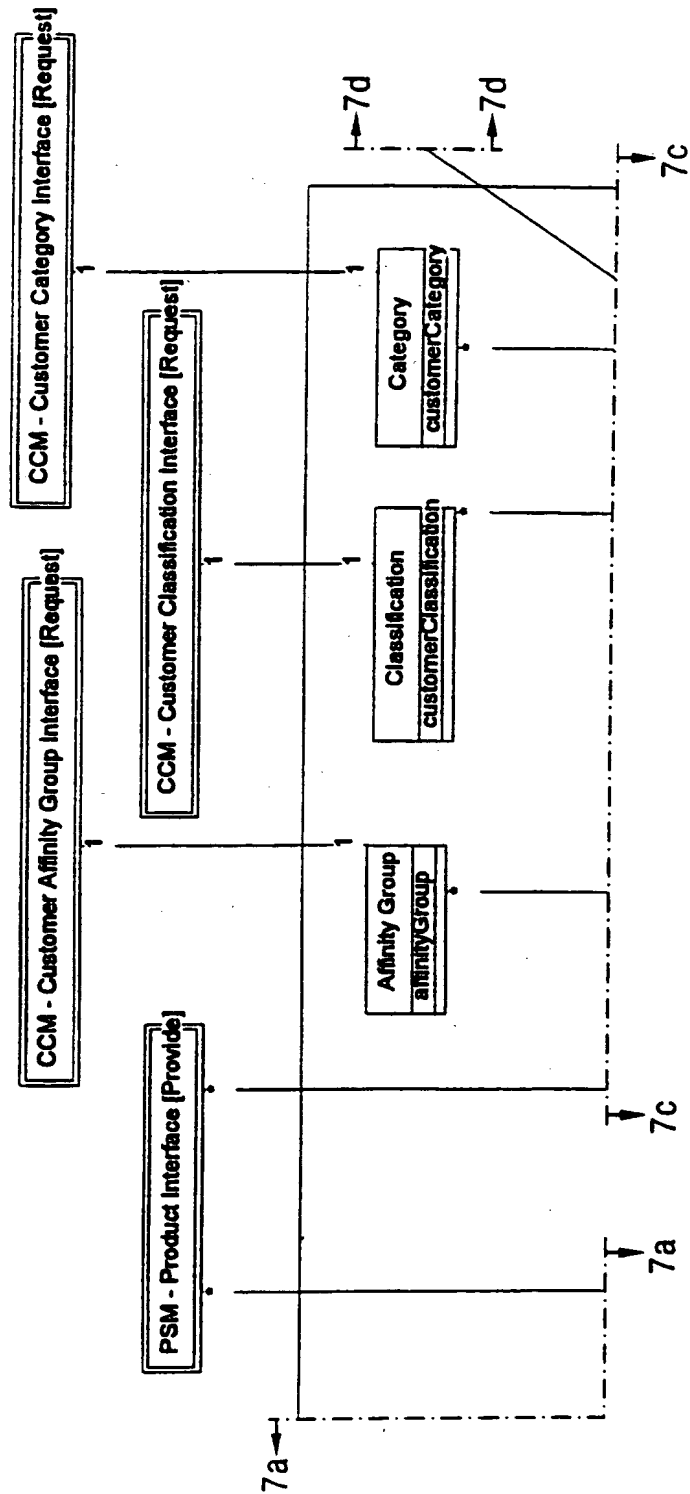 CCM - Customer Affinity Group Interface [Request]
CCM - Customer Category Interface [Request]
PSM - Product Interface [Provide]
CCM - Customer Classification Interface [Request]
1
1
1
1
1
1
Affinity Group
affinityGroup
Classification
customerClassification
Category
customerCategory
7a
7a
7c
7c
7d
7d